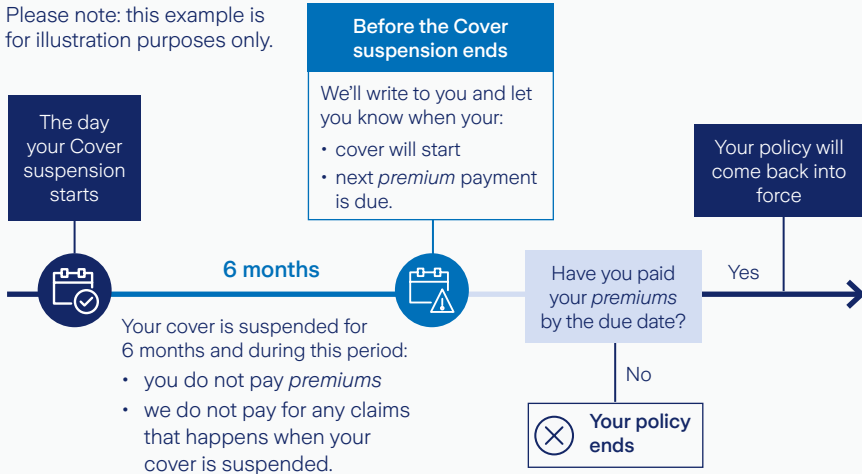 Please note: this example is
for illustration purposes only.
The day
your Cover
suspension
starts
Before the Cover
suspension ends
We’ll write to you and let
you know when your:
• cover will start
• next premium payment
is due.
6 months
Your cover is suspended for
6 months and during this period:
• you do not pay premiums
• we do not pay for any claims
that happens when your
cover is suspended.
Have you paid
your premiums
by the due date?
Yes
Your policy will
come back into
force
No
Your policy
ends